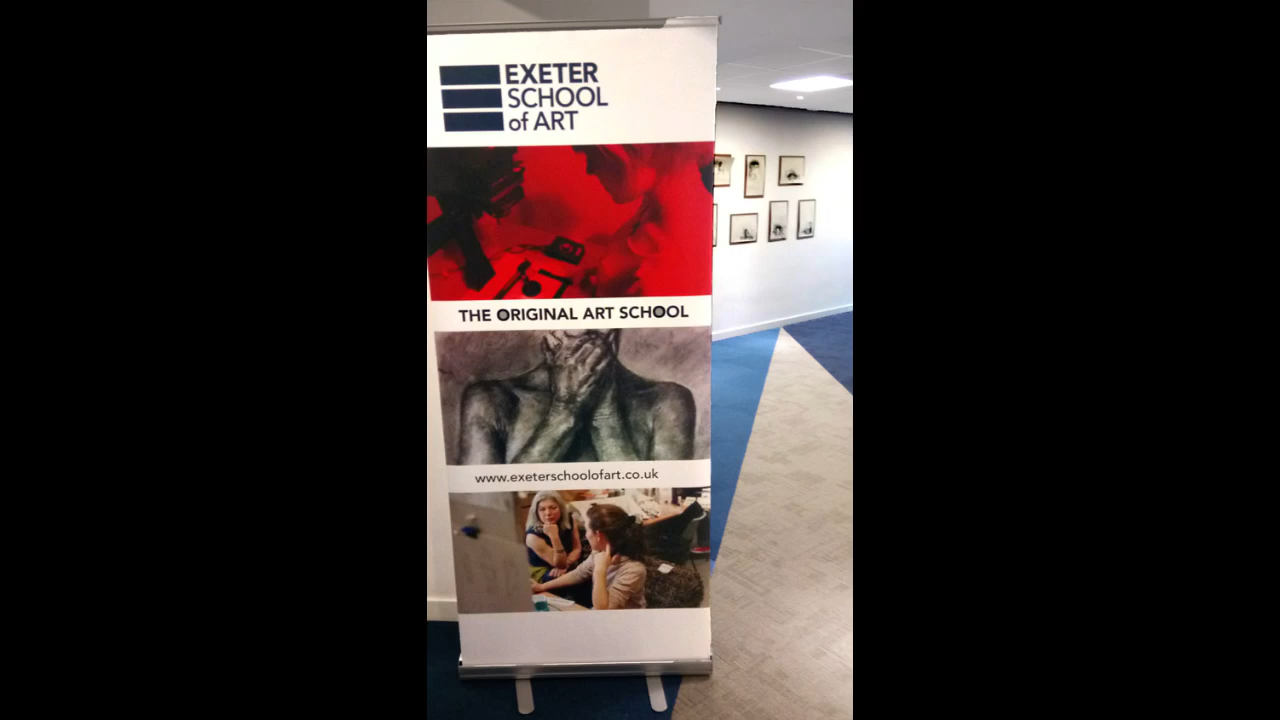 EXETER
SCHOOL
of ART
THE ORIGINAL ART SCHOOL
www.exeterschoolofart.co.uk